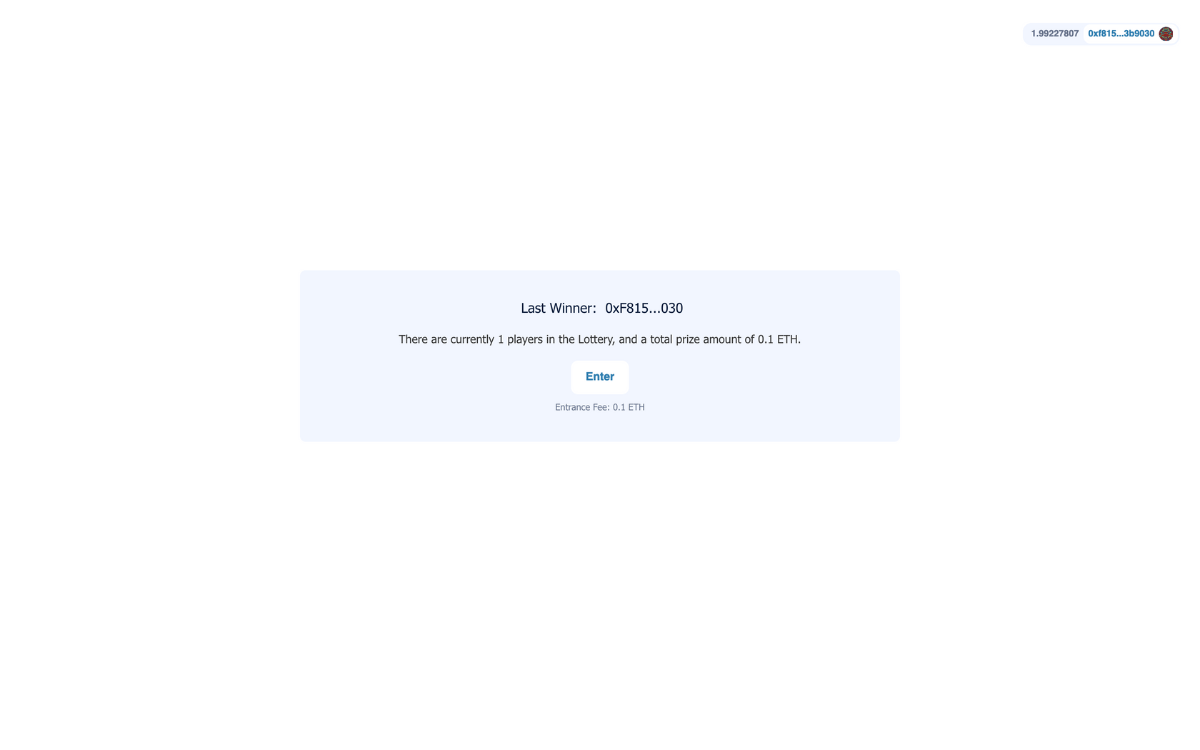 1.99227807 0xf815...3b9030
Last Winner: 0xF815...030
There are currently 1 players in the Lottery, and a total prize amount of 0.1 ETH.
Enter
Entrance Fee: 0.1 ETH